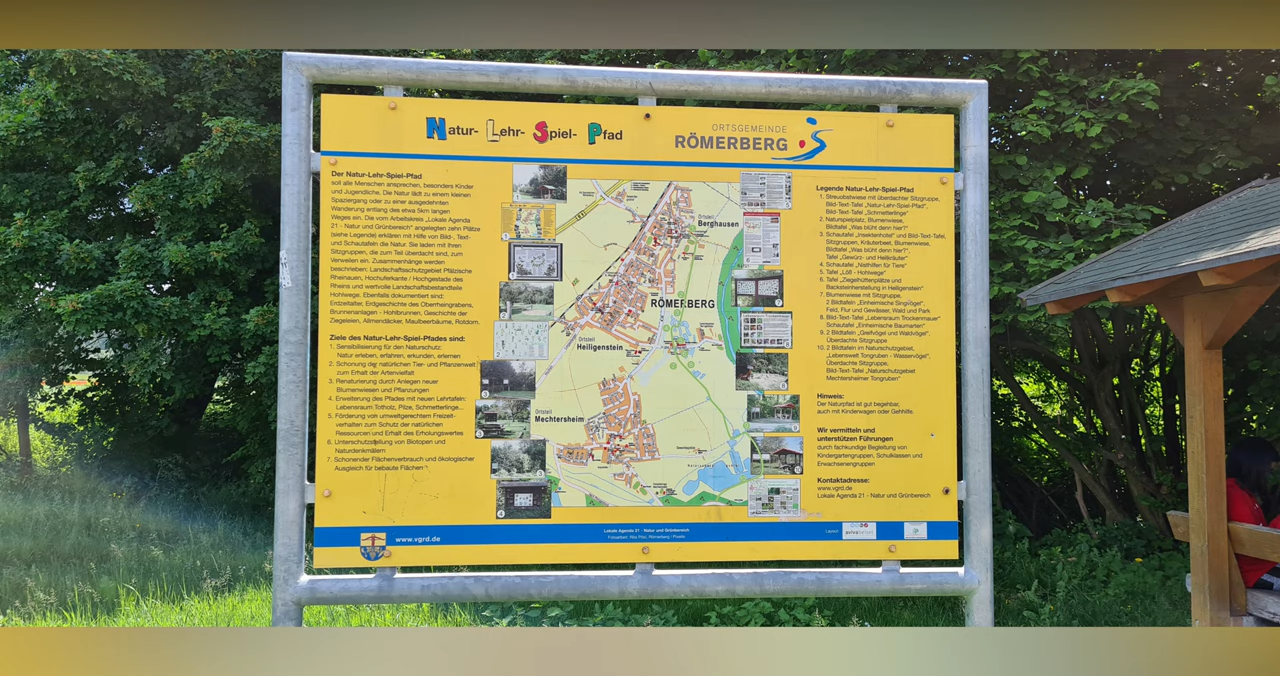 Natur- Lehr- Spiel- Pfad
ORTSGEMEINDE
RÖMERBERG
Der Natur-Lehr-Spiel-Pfad
soll alle Menschen ansprechen, besonders Kinder
und Jugendliche. Die Natur lädt zu einem kleinen
Spaziergang oder zu einer ausgedehnten
Wanderung entlang des etwa 5km langen
Weges ein. Die vom Arbeitskreis „Lokale Agenda
21 - Natur und Grünbereich" angelegten zehn Plätze
(siehe Legende) erklären mit Hilfe von Bild-, Text-
und Schautafeln die Natur. Sie laden mit ihren
Sitzgruppen, die zum Teil überdacht sind, zum
Verweilen ein. Zusammenhänge werden
beschrieben: Landschaftsschutzgebiet Pfälzische
Rheinauen, Hochuferkante / Hochgestade des
Rheins und wertvolle Landschaftsbestandteile
Hohlwege. Ebenfalls dokumentiert sind:
Erdzeitalter, Erdgeschichte des Oberrheingrabens,
Brunnenanlagen - Hohlbrunnen, Geschichte der
Ziegeleien, Allmendäcker, Maulbeerbäume, Rotdorn.
Ziele des Natur-Lehr-Spiel-Pfades sind:
1. Sensibilisierung für den Naturschutz:
Natur erleben, erfahren, erkunden, erlernen
2. Schonung der natürlichen Tier- und Pflanzenwelt
zum Erhalt der Artenvielfalt
3. Renaturierung durch Anlegen neuer
Blumenwiesen und Pflanzungen
4. Erweiterung des Pfades mit neuen Lehrtafeln:
Lebensraum Totholz, Pilze, Schmetterlinge...
5. Förderung von umweltgerechtem Freizeit-
verhalten zum Schutz der natürlichen
Ressourcen und Erhalt des Erholungswertes
6. Unterschutzstellung von Biotopen und
Naturdenkmälern
7. Schonender Flächenverbrauch und ökologischer
Ausgleich für bebaute Flächen
Ortsteil
Berghausen
RÖMERBERG
Ortsteil
Heiligenstein
Ortsteil
Mechtersheim
Legende Natur-Lehr-Spiel-Pfad
1. Streuobstwiese mit überdachter Sitzgruppe,
Bild-Text-Tafel „Natur-Lehr-Spiel-Pfad",
Bild-Text-Tafel „Schmetterlinge"
2. Naturspielplatz, Blumenwiese,
Bildtafel „Was blüht denn hier?"
3. Schautafel „Insektenhotel" und Bild-Text-Tafel,
Sitzgruppen, Kräuterbeet, Blumenwiese,
Bildtafel „Was blüht denn hier?",
Tafel „Gewürz- und Heilkräuter"
4. Schautafel „Nisthilfen für Tiere"
5. Tafel „Löß - Hohlwege"
6. Tafel „Ziegelhüttenplätze und
Backsteinherstellung in Heiligenstein"
7. Blumenwiese mit Sitzgruppe,
2 Bildtafeln „Einheimische Singvögel",
Feld, Flur und Gewässer, Wald und Park
8. Bild-Text-Tafel „Lebensraum Trockenmauer"
Schautafel „Einheimische Baumarten"
9. 2 Bildtafeln „Greifvögel und Waldvögel",
Überdachte Sitzgruppe
10. 2 Bildtafeln im Naturschutzgebiet,
„Lebenswelt Tongruben - Wasservögel",
Überdachte Sitzgruppe,
Bild-Text-Tafel „Naturschutzgebiet
Mechtersheimer Tongruben"
Hinweis:
Der Naturpfad ist gut begehbar,
auch mit Kinderwagen oder Gehhilfe.
Wir vermitteln und
unterstützen Führungen
durch fachkundige Begleitung von
Kindergartengruppen, Schulklassen und
Erwachsenengruppen
Kontaktadresse:
www.vgrd.de
Lokale Agenda 21 - Natur und Grünbereich
www.vgrd.de
Lokale Agenda 21 - Natur und Grünbereich
Layout: